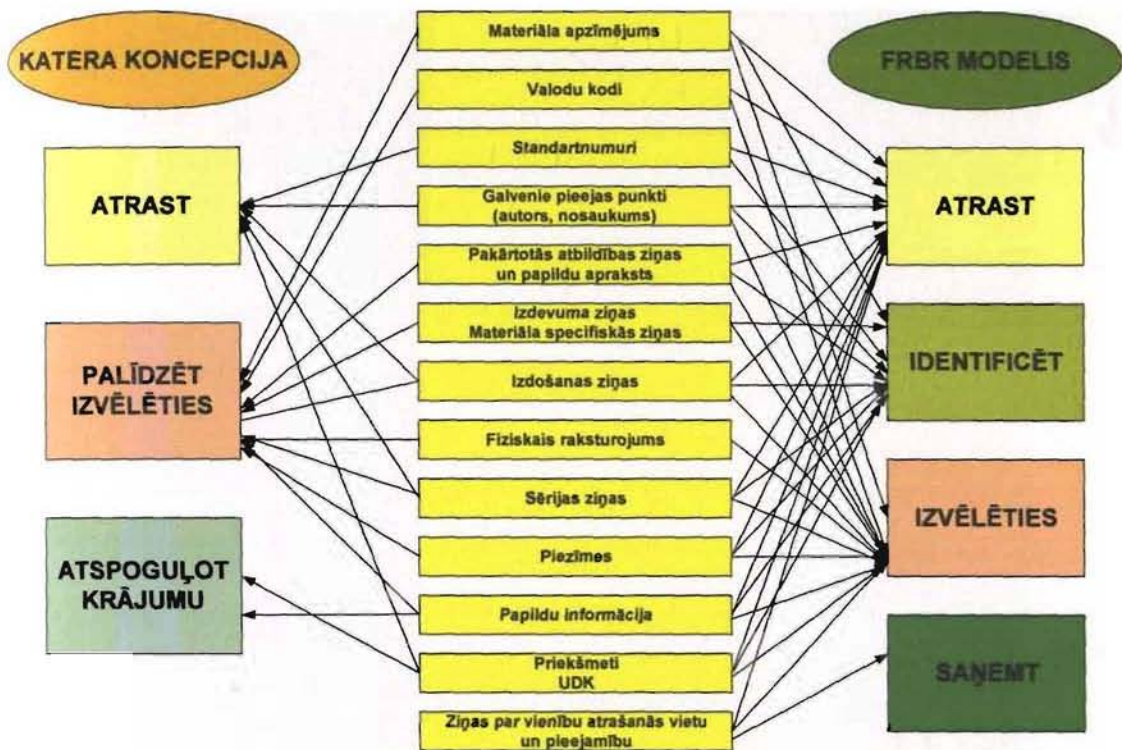 KATERA KONCEPCIJA
ATRAST
PALĪDZĒT
IZVĒLĒTIES
ATSPOGUĻOT
KRĀJUMU
Materiāla apzīmējums
Valodu kodi
Standartnumuri
Galvenie pieejas punkti
(autors, nosaukums)
Pakārtotās atbildības ziņas
un papildu apraksts
Izdevuma ziņas
Materiāla specifiskās ziņas
Izdošanas ziņas
Fiziskais raksturojums
Sērijas ziņas
Piezīmes
Papildu informācija
Priekšmeti
UDK
Ziņas par vienību atrašanās vietu
un pieejamību
FRBR MODELIS
ATRAST
IDENTIFICĒT
IZVĒLĒTIES
SAŅEMT